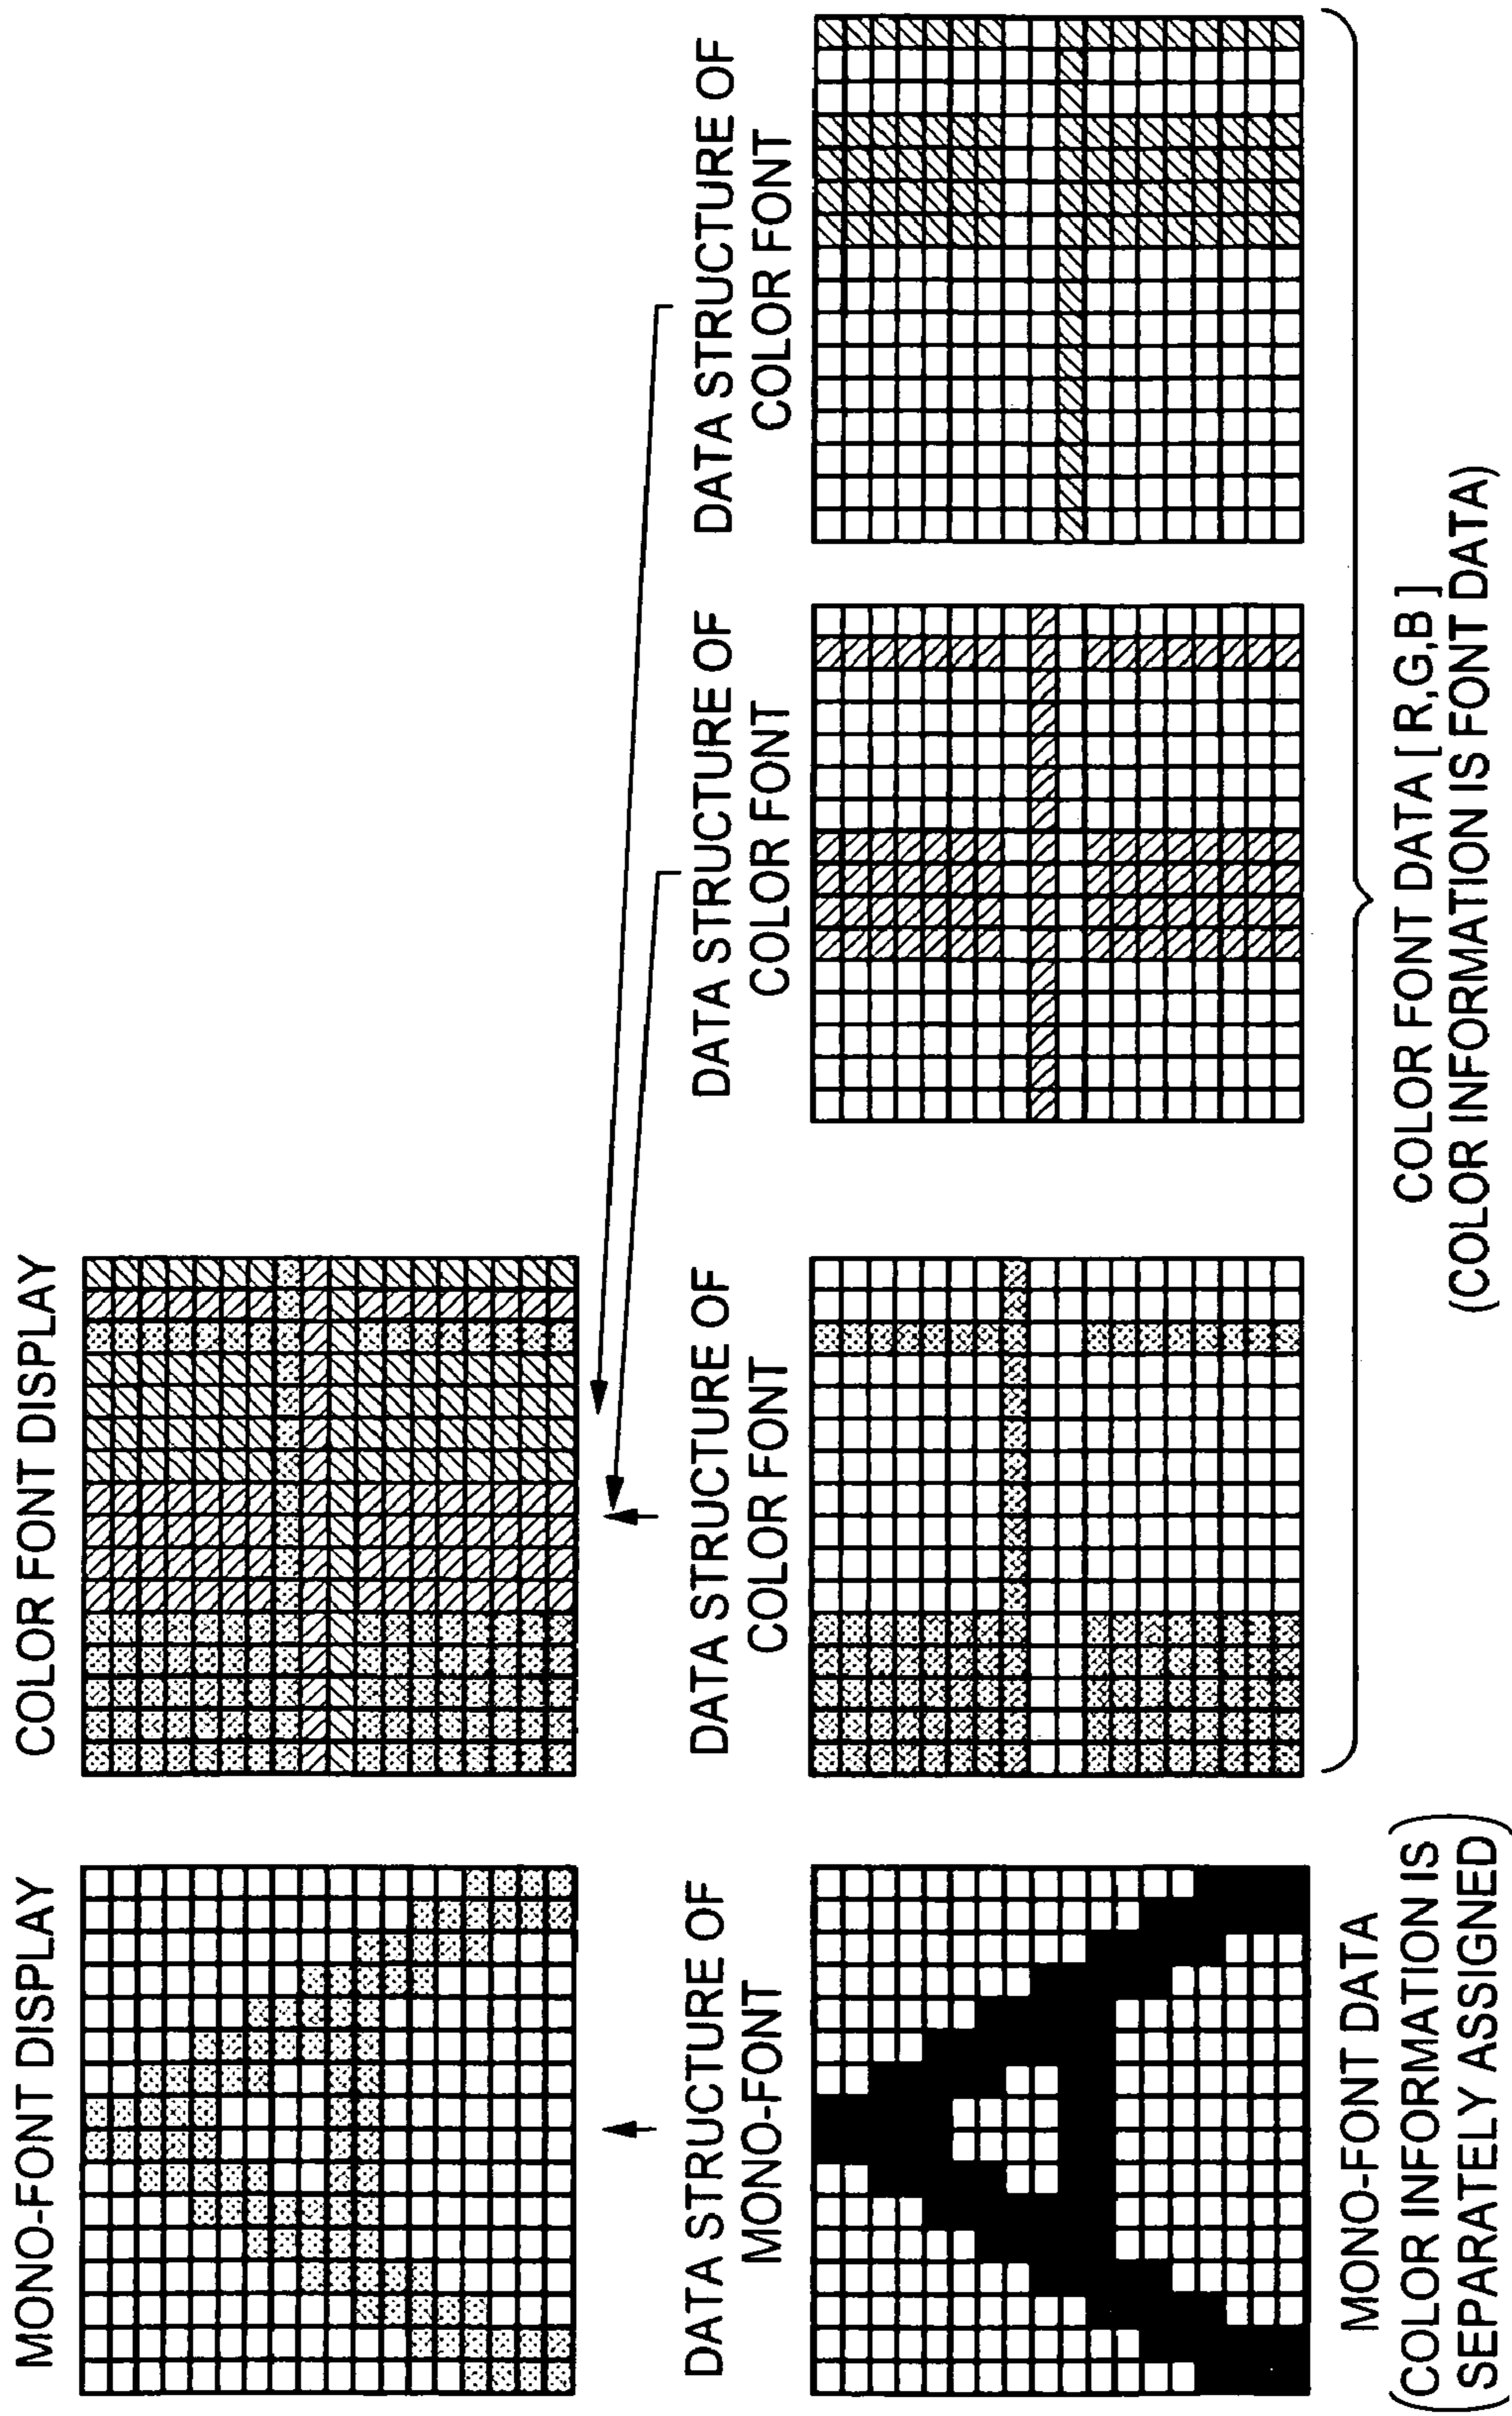 MONO-FONT DISPLAY
COLOR FONT DISPLAY
DATA STRUCTURE OF
MONO-FONT
DATA STRUCTURE OF
COLOR FONT
DATA STRUCTURE OF
COLOR FONT
DATA STRUCTURE OF
COLOR FONT
MONO-FONT DATA
(COLOR INFORMATION IS
SEPARATELY ASSIGNED)
COLOR FONT DATA [ R,G,B ]
(COLOR INFORMATION IS FONT DATA)